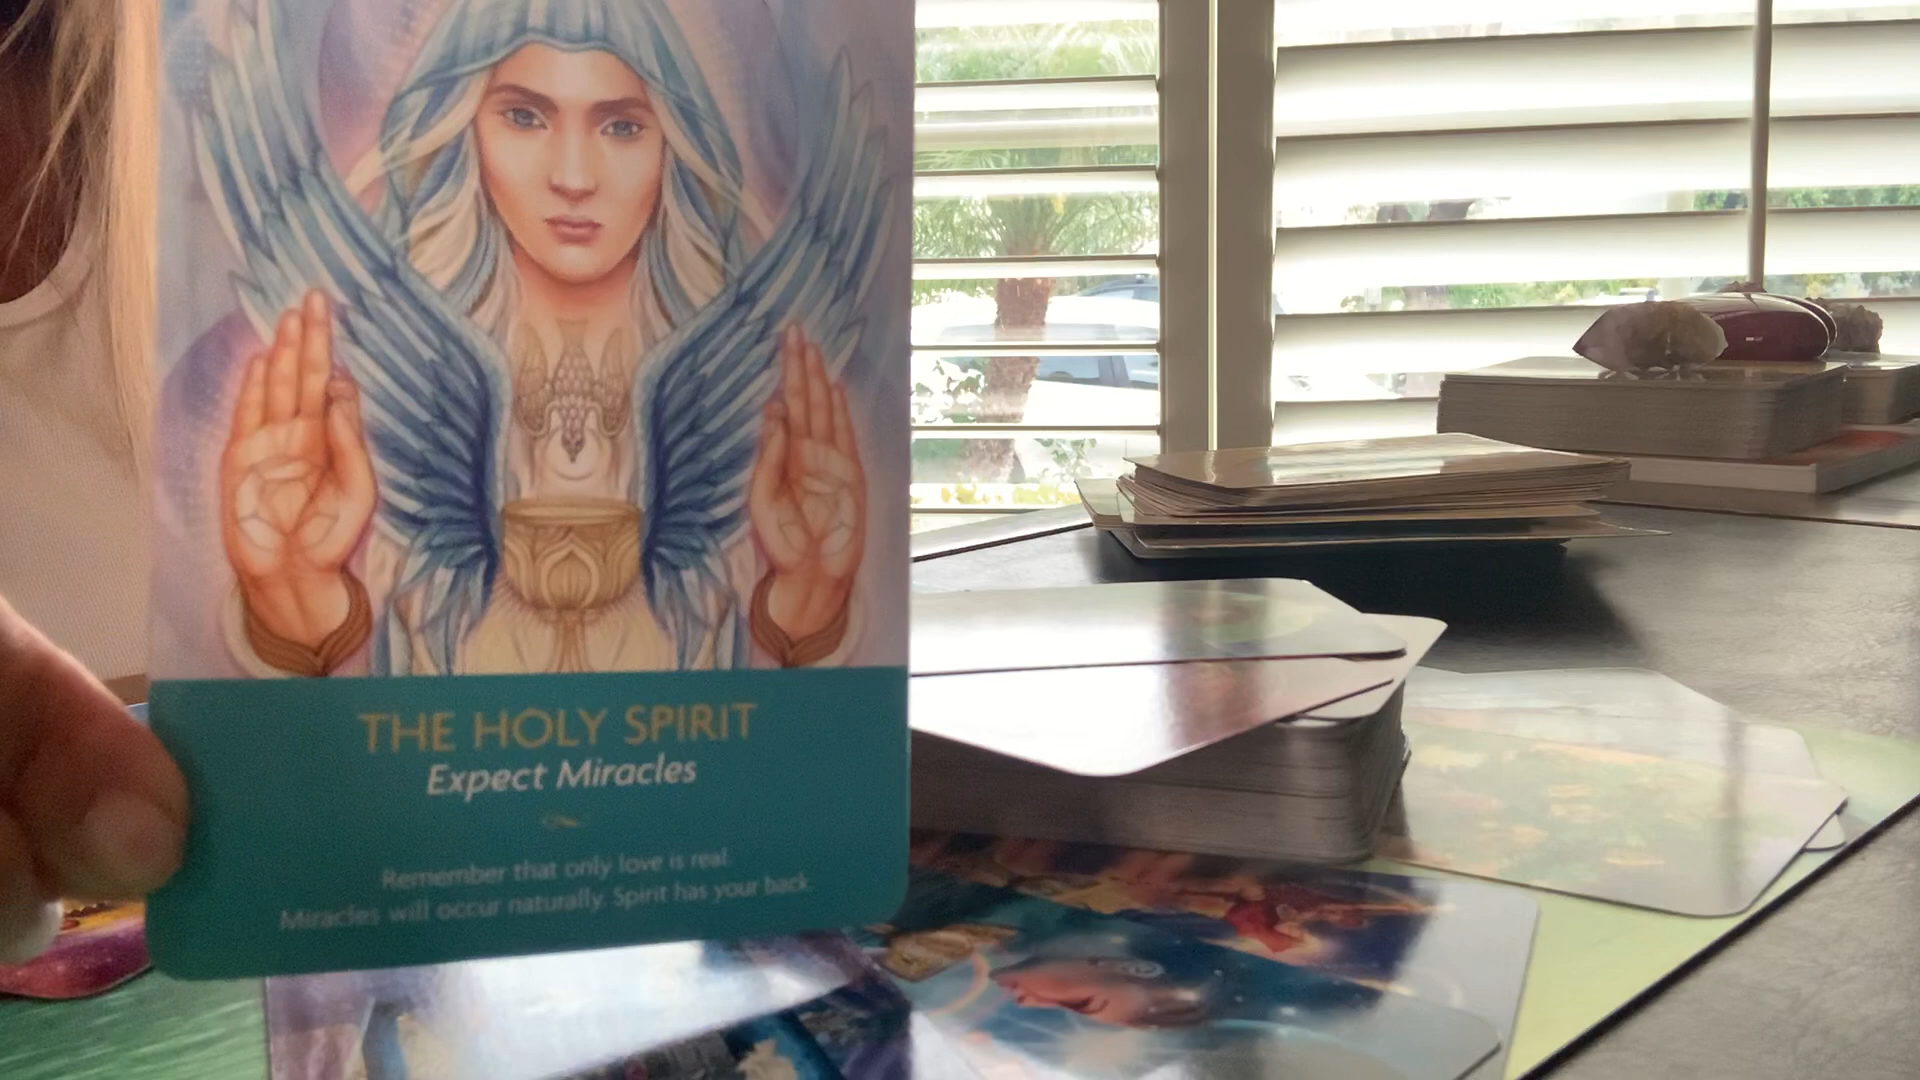 THE HOLY SPIRIT
Expect Miracles
Remember that only love is real.
Miracles will occur naturally. Spirit has your back.